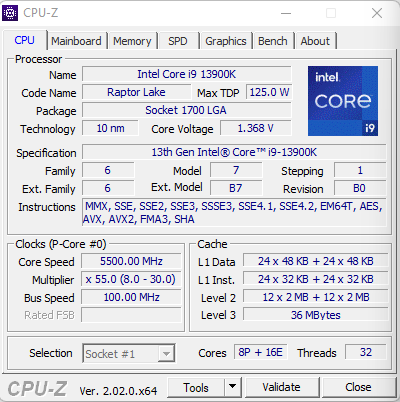 CPU-Z
CPU Mainboard Memory SPD Graphics Bench About
Processor
Name Intel Core i9 13900K
Code Name Raptor Lake Max TDP 125.0 W
Package Socket 1700 LGA
Technology 10 nm Core Voltage 1.368 V
intel
CORE
i9
Specification 13th Gen Intel® Core™ i9-13900K
Family 6 Model 7 Stepping 1
Ext. Family 6 Ext. Model B7 Revision B0
Instructions MMX, SSE, SSE2, SSE3, SSSE3, SSE4.1, SSE4.2, EM64T, AES,
AVX, AVX2, FMA3, SHA
Clocks (P-Core #0)
Core Speed 5500.00 MHz
Multiplier x 55.0 (8.0 - 30.0)
Bus Speed 100.00 MHz
Rated FSB
Cache
L1 Data 24 x 48 KB + 24 x 48 KB
L1 Inst. 24 x 32 KB + 24 x 32 KB
Level 2 12 x 2 MB + 12 x 2 MB
Level 3 36 MBytes
Selection Socket #1 Cores 8P + 16E Threads 32
CPU-Z Ver. 2.02.0.x64 Tools Validate Close